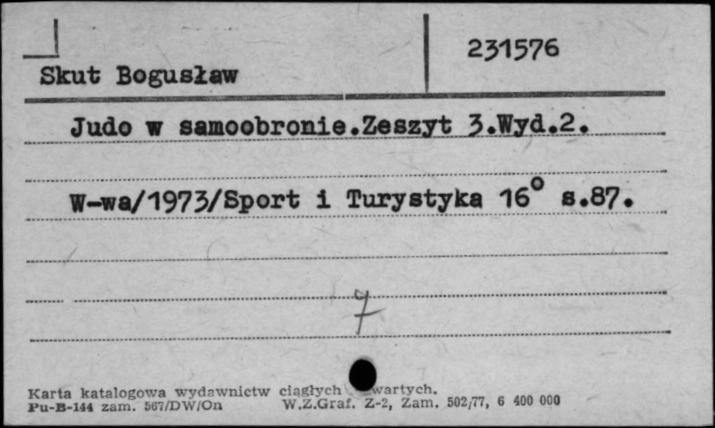 231576
Skut Bogusław
Judo w samoobronie.Zeszyt 3.Wyd.2.
W-wa/1973/Sport i Turystyka 16° s.87.
7
Karta katalogowa wydawnictw ciągłych wartych.
Pu-B-144 zam. 567/DW/On W.Z.Graf. Z-2, Zam. 502/77, 6 400 000